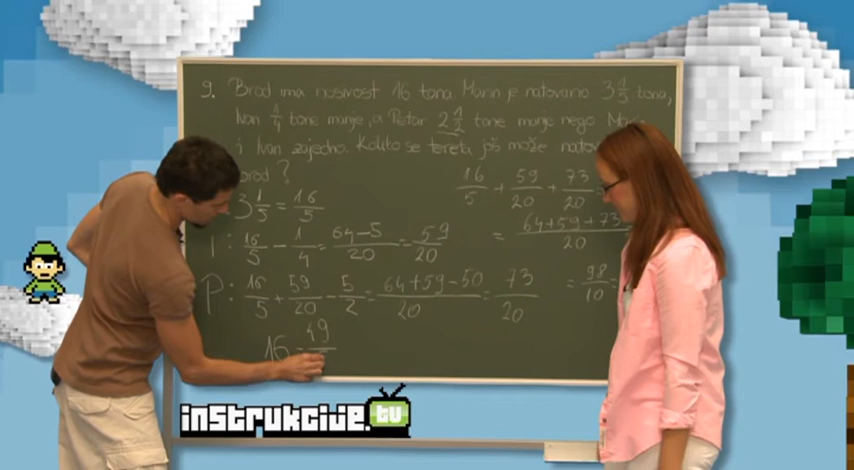 9. Brod ima nosivost 16 tona. Marin je natovario 3 1/5 tona,
Ivan 1/4 tone manje, a Petar 2 1/2 tone manje nego
i Ivan zajedno. Koliko se tereta još može
brod?
3 1/5 = 16/5
I: 16/5 - 1/4 = 64-5/20 = 59/20
P: 16/5 + 59/20 - 5/2 = 64+59-50/20 = 73/20
16 - 49/
16/5 + 59/20 + 73/20
= 64+59+73/20
= 98/10 =
instrukcije.tv